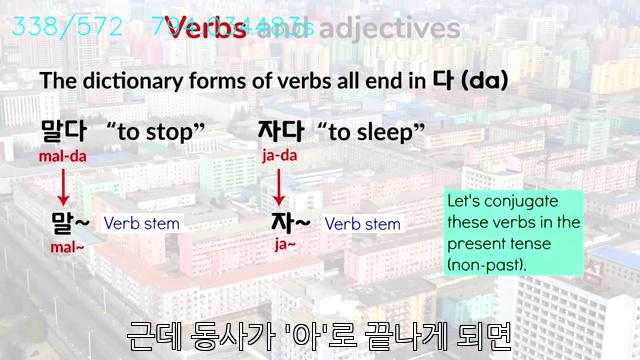 338/572 794.034483s
Verbs and adjectives
The dictionary forms of verbs all end in 다 (da)
말다 “to stop” 자다 “to sleep”
mal-da ja-da
말~ Verb stem 자~ Verb stem
mal~ ja~
Let's conjugate
these verbs in the
present tense
(non-past).
근데 동사가 '아'로 끝나게 되면